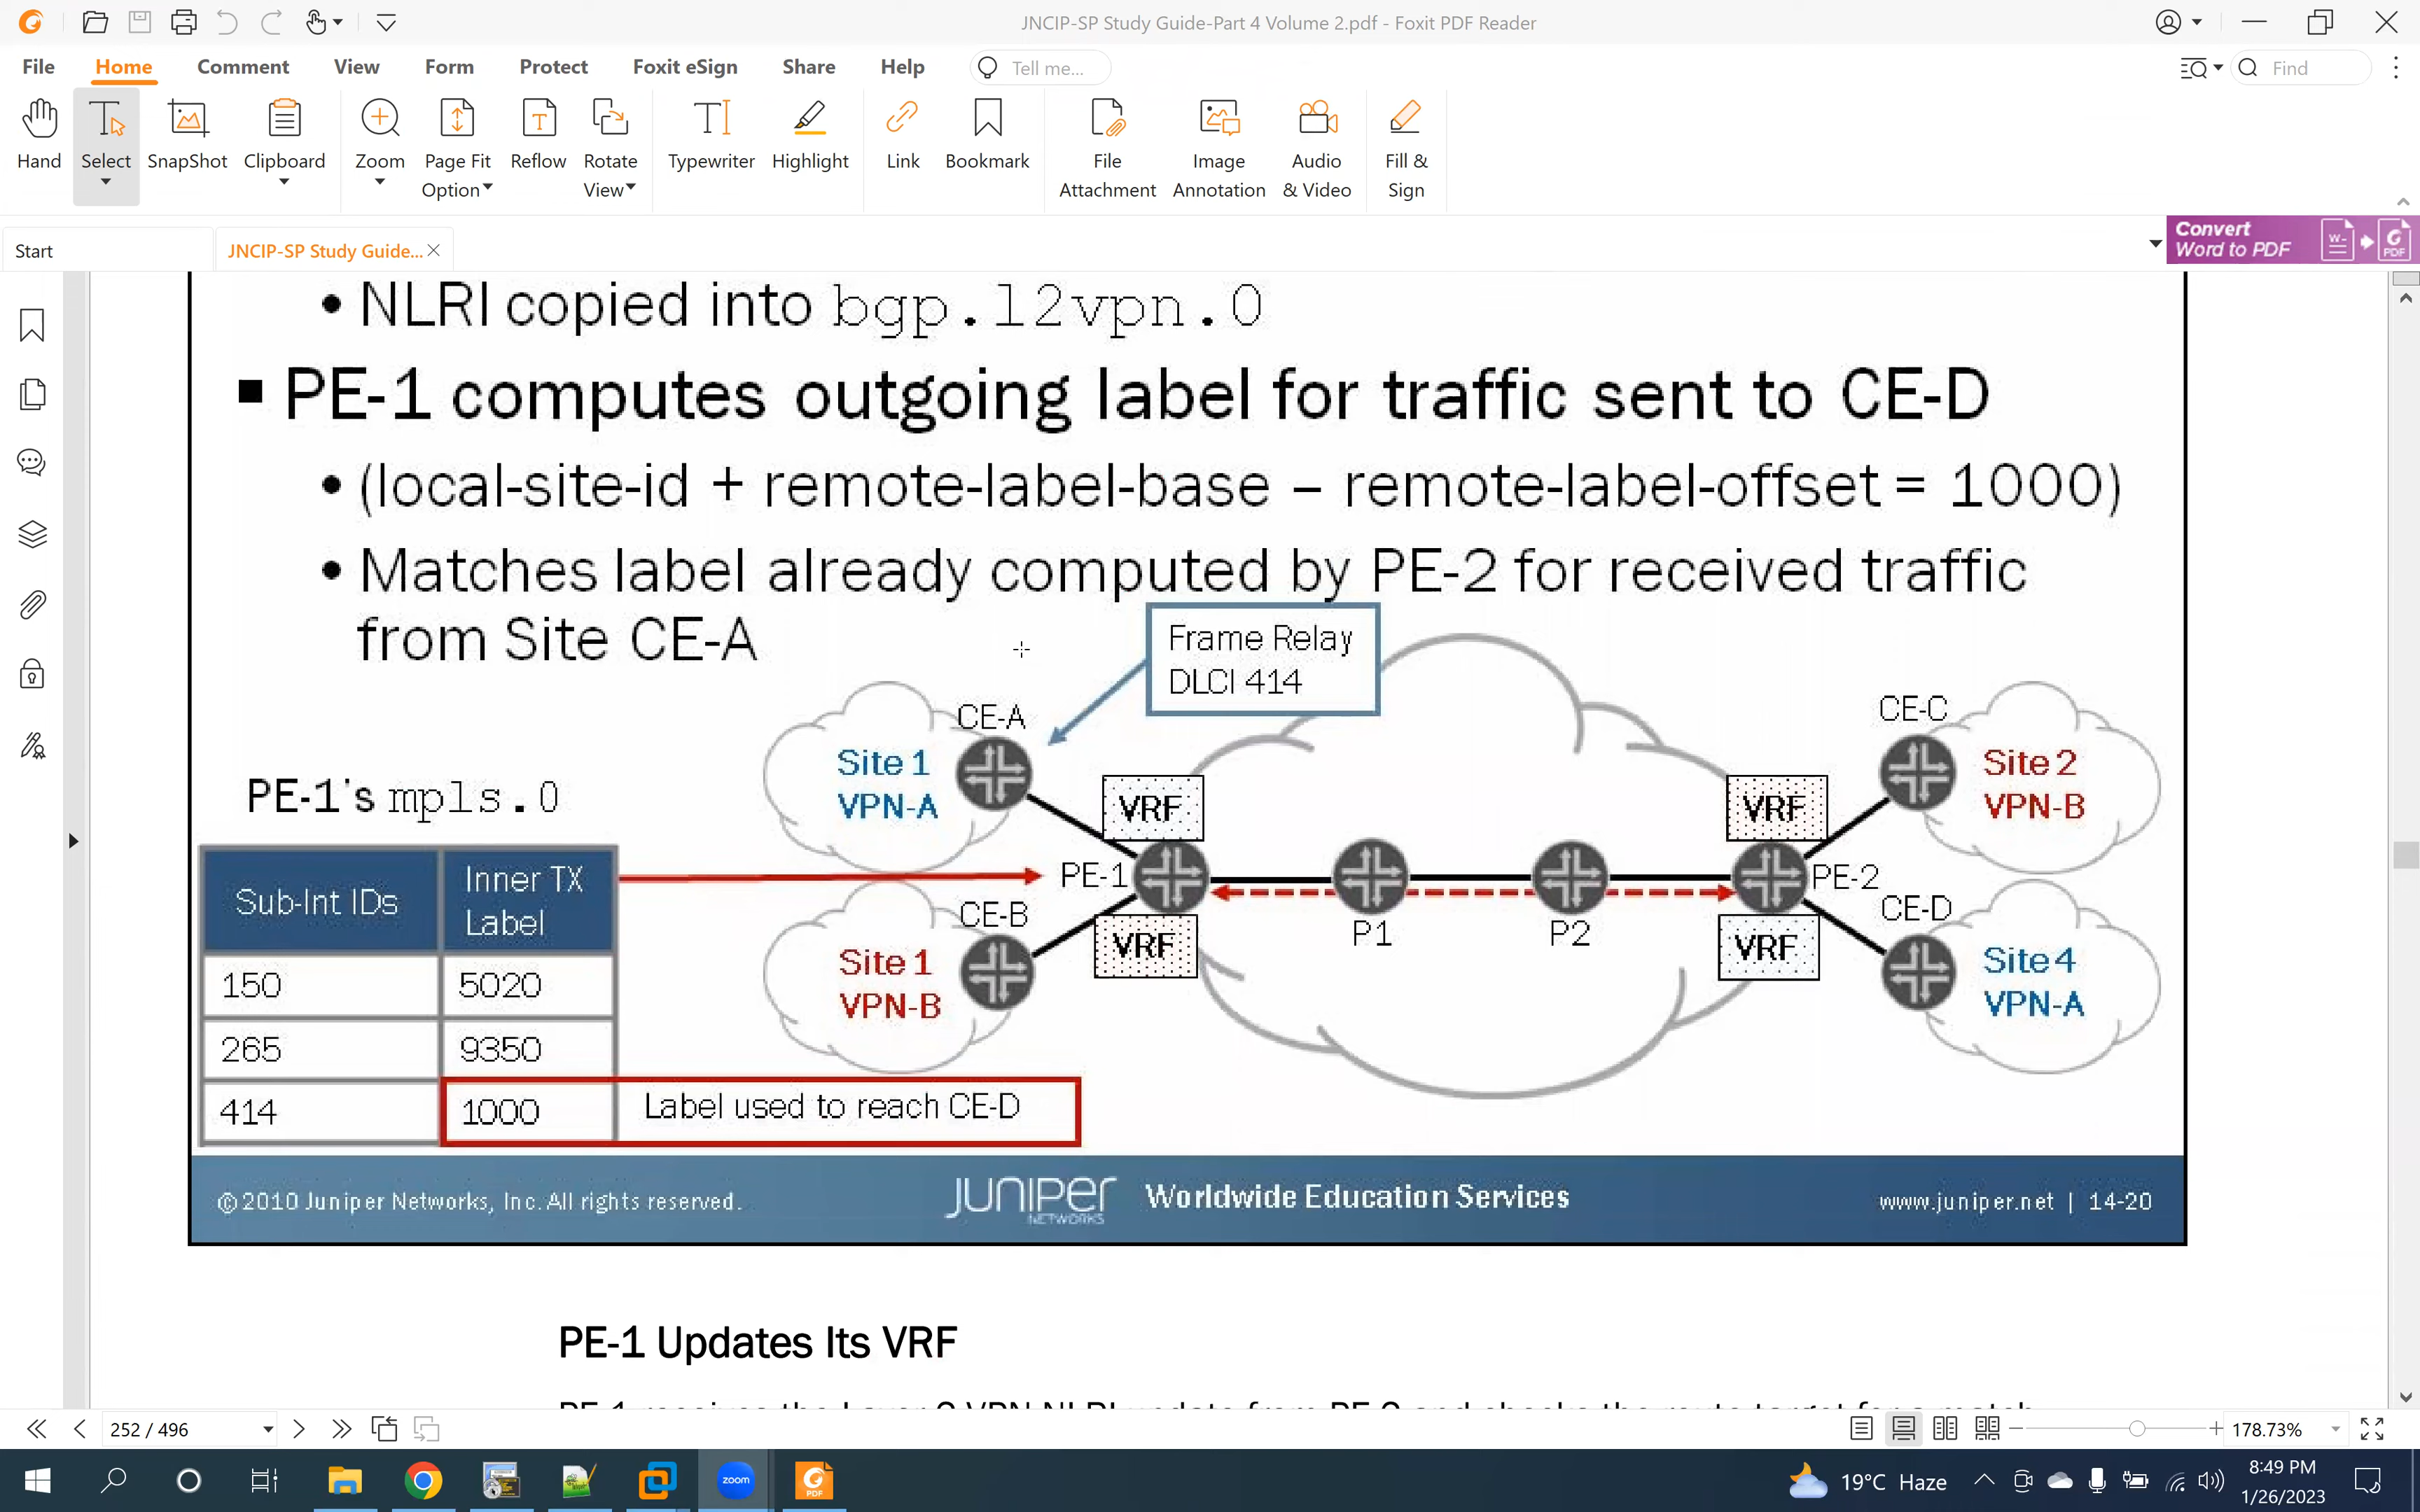 JNCIP-SP Study Guide-Part 4 Volume 2.pdf - Foxit PDF Reader
File Home Comment View Form Protect Foxit eSign Share Help Tell me... Find
Hand Select SnapShot Clipboard Zoom Page Fit Option Reflow Rotate View Typewriter Highlight Link Bookmark File Attachment Image Annotation Audio & Video Fill & Sign
Start JNCIP-SP Study Guide...
Convert
Word to PDF
• NLRI copied into bgp.l2vpn.0
■ PE-1 computes outgoing label for traffic sent to CE-D
• (local-site-id + remote-label-base – remote-label-offset = 1000)
• Matches label already computed by PE-2 for received traffic
from Site CE-A
Frame Relay
DLCI 414
CE-A
Site 1
VPN-A
VRF
PE-1
CE-B
Site 1
VPN-B
VRF
P1
P2
VRF
PE-2
VRF
CE-C
Site 2
VPN-B
CE-D
Site 4
VPN-A
PE-1's mpls.0
Sub-Int IDs Inner TX Label
150 5020
265 9350
414 1000 Label used to reach CE-D
©2010 Juniper Networks, Inc. All rights reserved. JUNIPER NETWORKS Worldwide Education Services www.juniper.net | 14-20
PE-1 Updates Its VRF
252 / 496 178.73%
zoom
PDF
19°C Haze
8:49 PM
1/26/2023